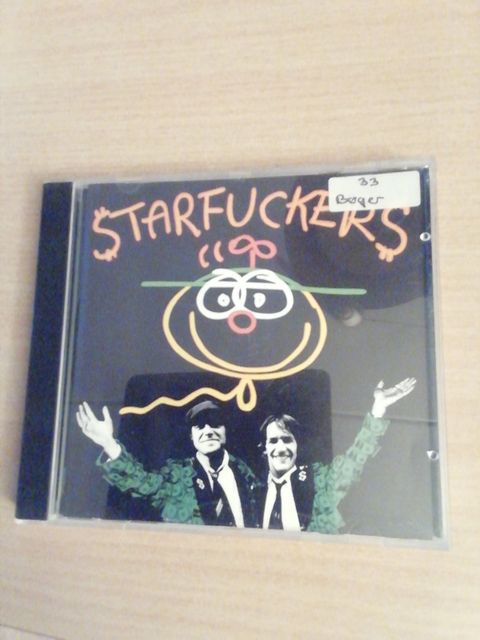 33
Bøger
$TARFUCKER$
$ $